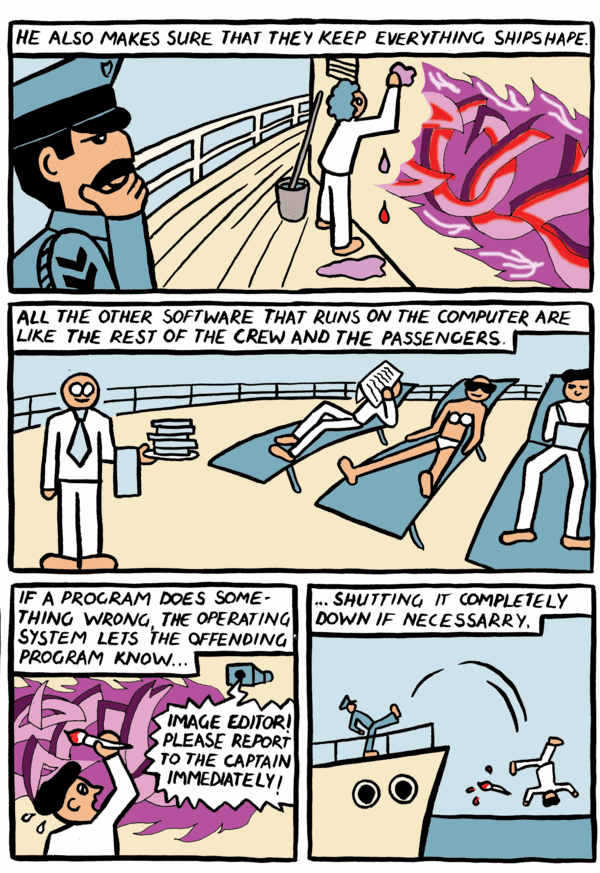 HE ALSO MAKES SURE THAT THEY KEEP EVERYTHING SHIPSHAPE.
ALL THE OTHER SOFTWARE THAT RUNS ON THE COMPUTER ARE
LIKE THE REST OF THE CREW AND THE PASSENGERS.
IF A PROGRAM DOES SOME-
THING WRONG, THE OPERATING
SYSTEM LETS THE OFFENDING
PROGRAM KNOW...
IMAGE EDITOR!
PLEASE REPORT
TO THE CAPTAIN
IMMEDIATELY!
... SHUTTING IT COMPLETELY
DOWN IF NECESSARRY.